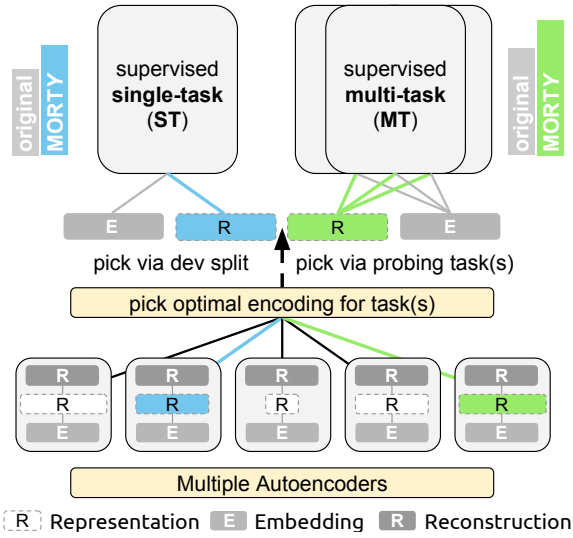 original
MORTY
supervised
single-task
(ST)
supervised
multi-task
(MT)
original
MORTY
E
R
R
E
pick via dev split
pick via probing task(s)
pick optimal encoding for task(s)
R
R
R
R
R
R
R
R
R
R
E
E
E
E
E
Multiple Autoencoders
R Representation E Embedding R Reconstruction